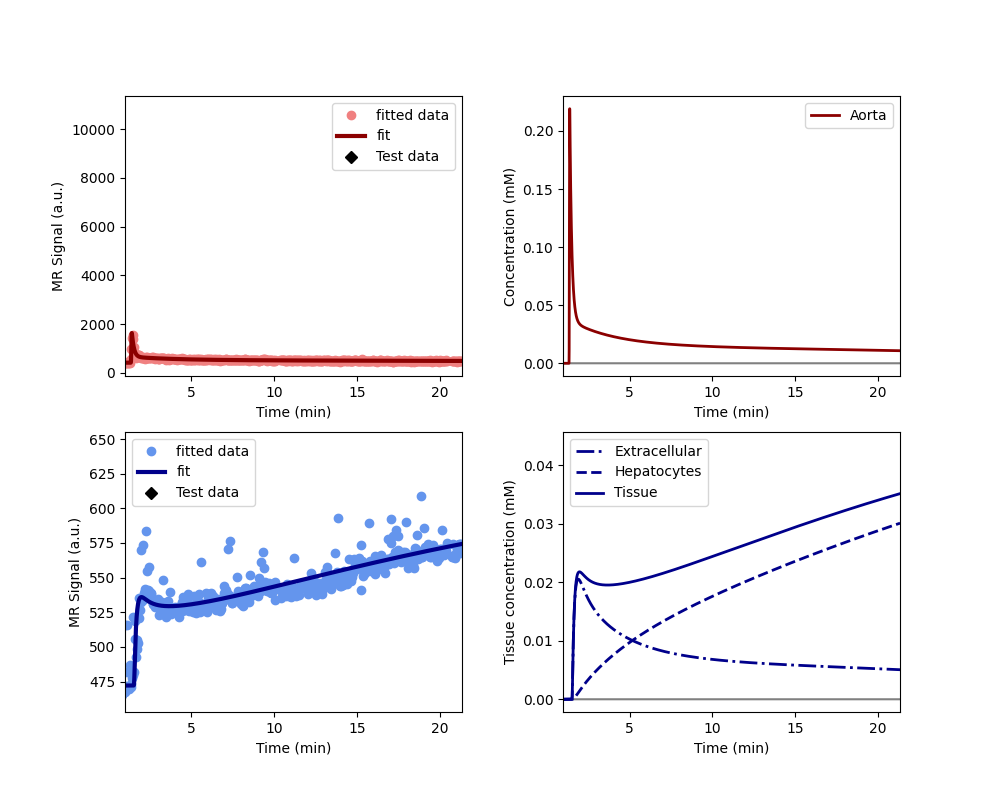 10000
8000
6000
4000
2000
0
MR Signal (a.u.)
5
10
15
20
Time (min)
fitted data
fit
Test data
0.20
0.15
0.10
0.05
0.00
Concentration (mM)
5
10
15
20
Time (min)
Aorta
650
625
600
575
550
525
500
475
MR Signal (a.u.)
5
10
15
20
Time (min)
fitted data
fit
Test data
0.04
0.03
0.02
0.01
0.00
Tissue concentration (mM)
5
10
15
20
Time (min)
Extracellular
Hepatocytes
Tissue